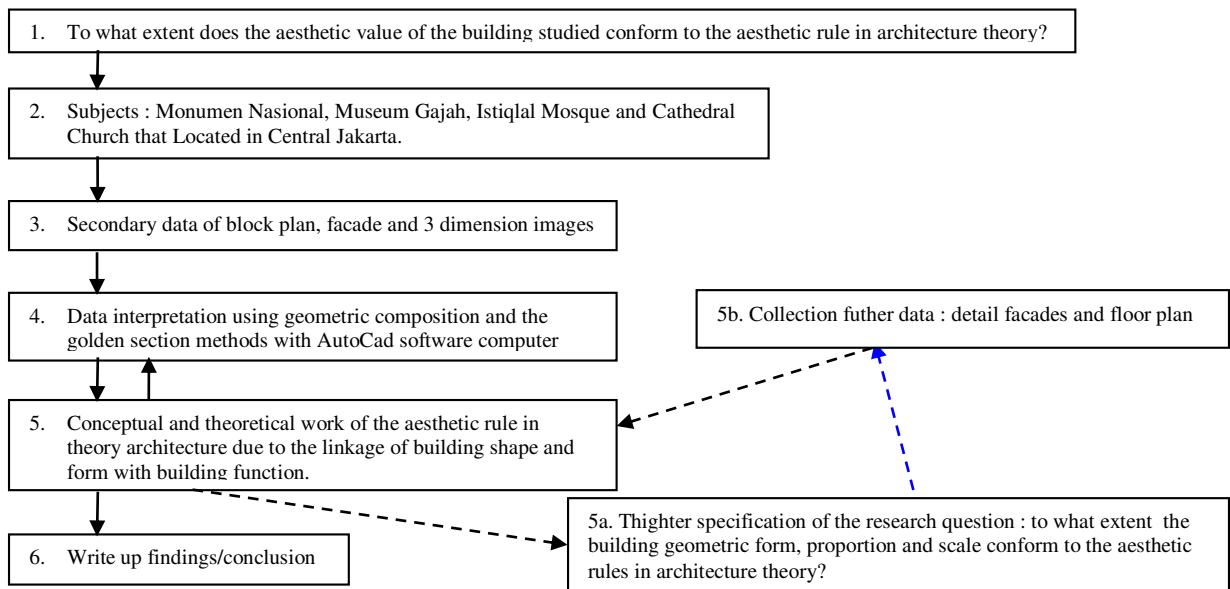 1. To what extent does the aesthetic value of the building studied conform to the aesthetic rule in architecture theory?
2. Subjects : Monumen Nasional, Museum Gajah, Istiqlal Mosque and Cathedral
Church that Located in Central Jakarta.
3. Secondary data of block plan, facade and 3 dimension images
4. Data interpretation using geometric composition and the
golden section methods with AutoCad software computer
5b. Collection futher data : detail facades and floor plan
5. Conceptual and theoretical work of the aesthetic rule in
theory architecture due to the linkage of building shape and
form with building function.
5a. Thighter specification of the research question : to what extent the
building geometric form, proportion and scale conform to the aesthetic
rules in architecture theory?
6. Write up findings/conclusion